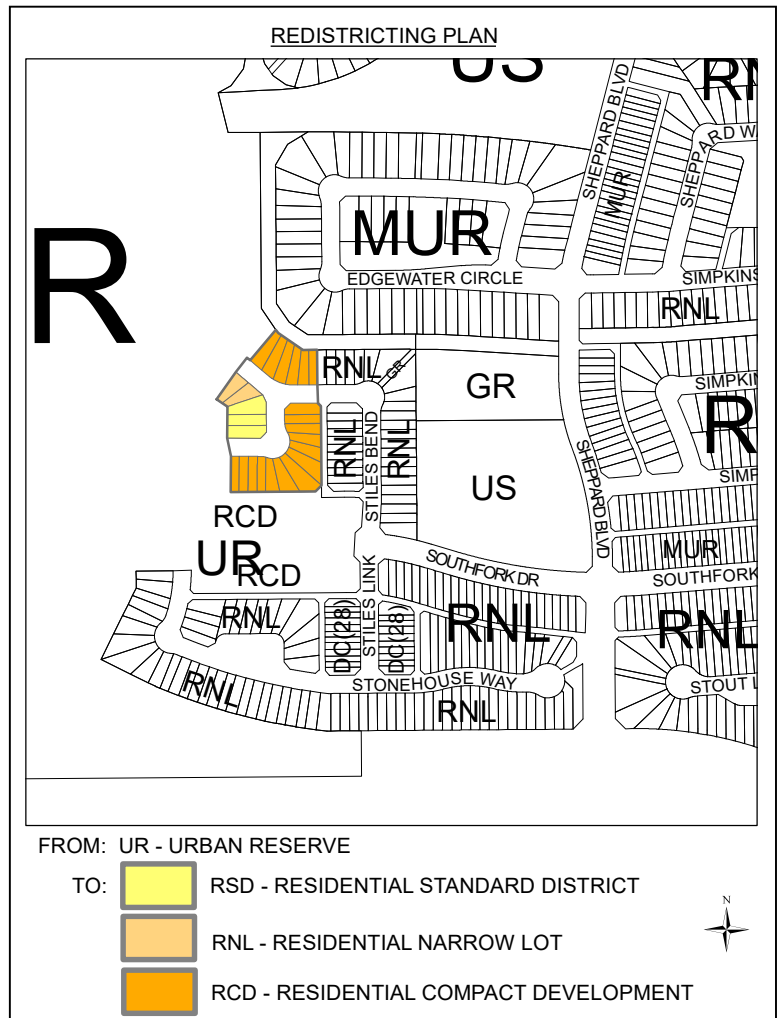 REDISTRICTING PLAN
US
RNL
SHEPPARD BLVD
MUR
SHEPPARD WA
MUR
R
EDGEWATER CIRCLE
SIMPKINS
RNL
RNL
GR
GR
SIMPKIN
R
RNL
STILES BEND
RNL
US
SHEPPARD BLVD
SIMP
RCD
UR
RCD
MUR
SOUTHFORK DR
SOUTHFORK
RNL
DC(28)
STILES LINK
DC(28)
RNL
RNL
RNL
STONEHOUSE WAY
STOUT L
RNL
FROM: UR - URBAN RESERVE
TO: RSD - RESIDENTIAL STANDARD DISTRICT
RNL - RESIDENTIAL NARROW LOT
RCD - RESIDENTIAL COMPACT DEVELOPMENT
N